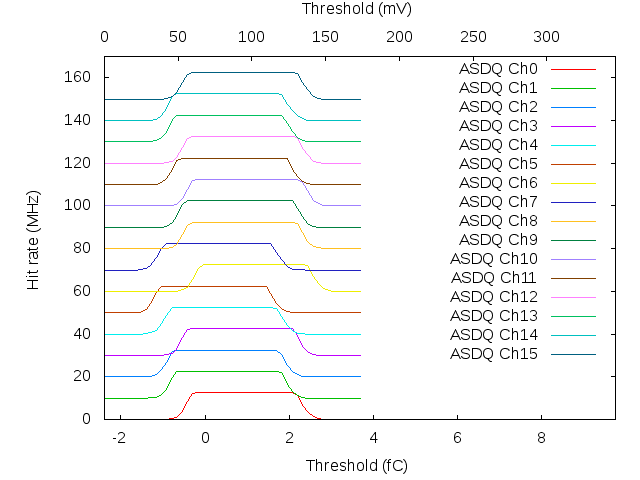 Threshold (mV)
0 50 100 150 200 250 300
160
140
120
100
80
60
40
20
0
Hit rate (MHz)
ASDQ Ch0
ASDQ Ch1
ASDQ Ch2
ASDQ Ch3
ASDQ Ch4
ASDQ Ch5
ASDQ Ch6
ASDQ Ch7
ASDQ Ch8
ASDQ Ch9
ASDQ Ch10
ASDQ Ch11
ASDQ Ch12
ASDQ Ch13
ASDQ Ch14
ASDQ Ch15
-2 0 2 4 6 8
Threshold (fC)